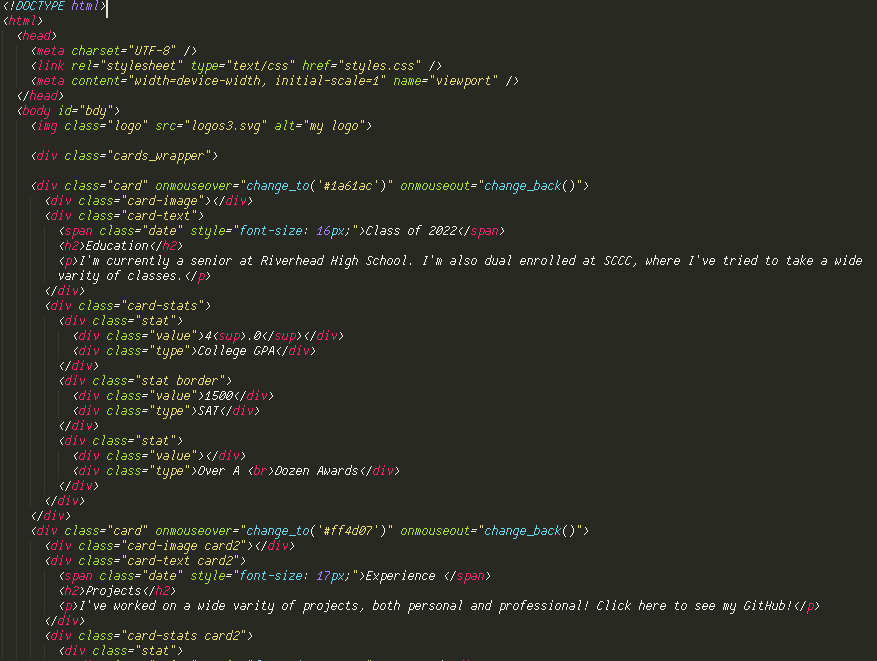 <!DOCTYPE html>
<html>
<head>
<meta charset="UTF-8" />
<link rel="stylesheet" type="text/css" href="styles.css" />
<meta content="width=device-width, initial-scale=1" name="viewport" />
</head>
<body id="bdy">
<img class="logo" src="logos3.svg" alt="my logo">
<div class="cards_wrapper">
<div class="card" onmouseover="change_to('#1a61ac')" onmouseout="change_back()">
<div class="card-image"></div>
<div class="card-text">
<span class="date" style="font-size: 16px;">Class of 2022</span>
<h2>Education</h2>
<p>I'm currently a senior at Riverhead High School. I'm also dual enrolled at SCCC, where I've tried to take a wide
varity of classes.</p>
</div>
<div class="card-stats">
<div class="stat">
<div class="value">4<sup>.0</sup></div>
<div class="type">College GPA</div>
</div>
<div class="stat border">
<div class="value">1500</div>
<div class="type">SAT</div>
</div>
<div class="stat">
<div class="value"></div>
<div class="type">Over A <br>Dozen Awards</div>
</div>
</div>
</div>
<div class="card" onmouseover="change_to('#ff4d07')" onmouseout="change_back()">
<div class="card-image card2"></div>
<div class="card-text card2">
<span class="date" style="font-size: 17px;">Experience </span>
<h2>Projects</h2>
<p>I've worked on a wide varity of projects, both personal and professional! Click here to see my GitHub!</p>
</div>
<div class="card-stats card2">
<div class="stat">